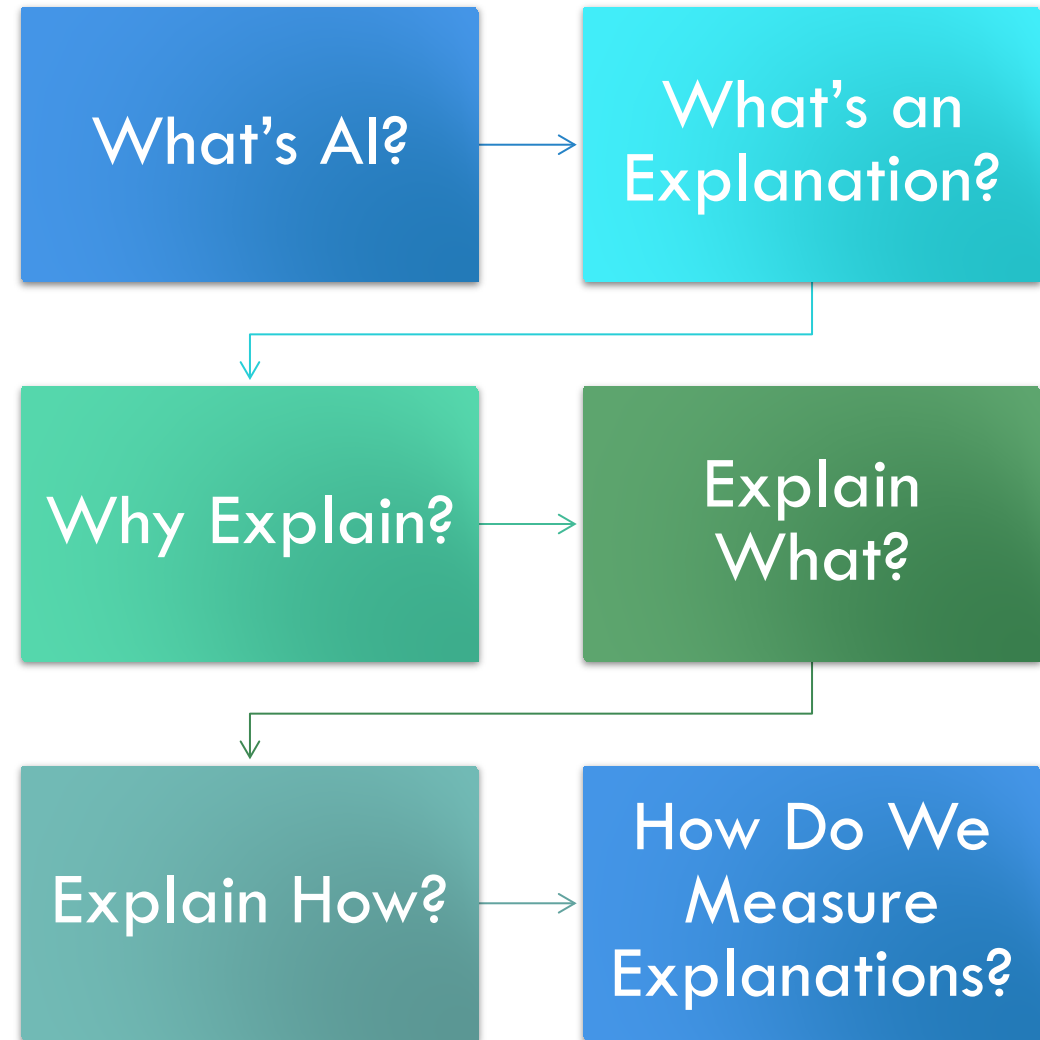 What’s AI?
What’s an
Explanation?
Why Explain?
Explain
What?
Explain How?
How Do We
Measure
Explanations?